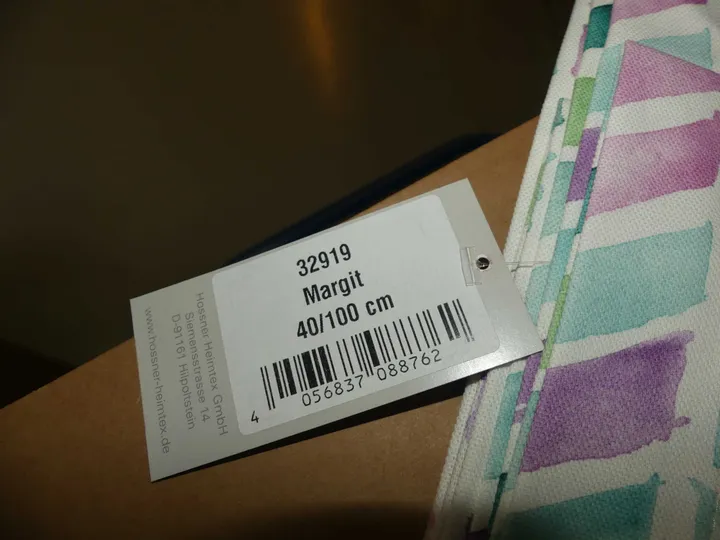 32919
Margit
40/100 cm
4 056837 088762
Hossner Heimtex GmbH
Siemensstrasse 14
D-91161 Hilpoltstein
www.hossner-heimtex.de